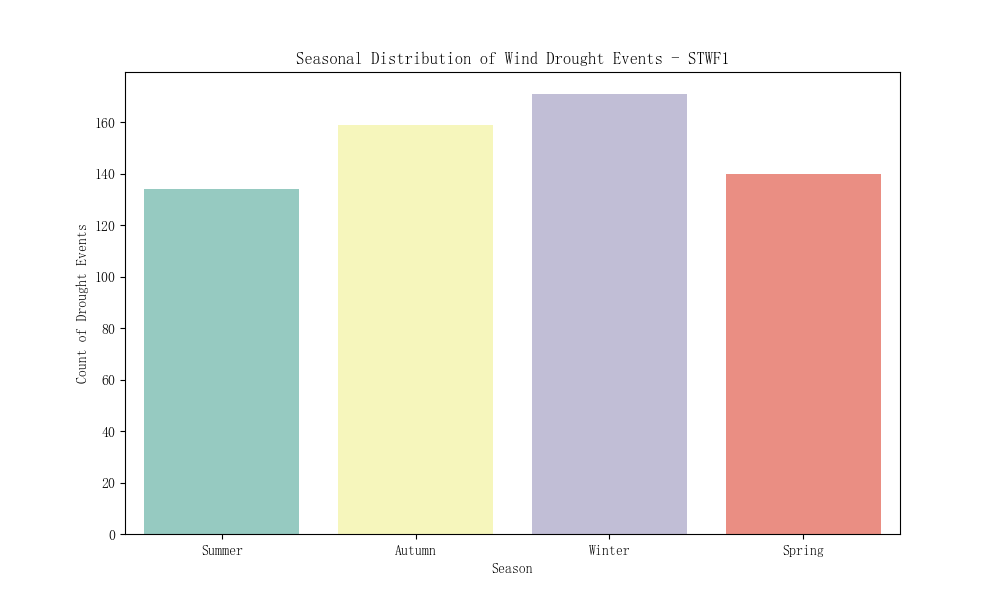 Seasonal Distribution of Wind Drought Events - STWF1
Count of Drought Events
160
140
120
100
80
60
40
20
0
Summer
Autumn
Winter
Spring
Season